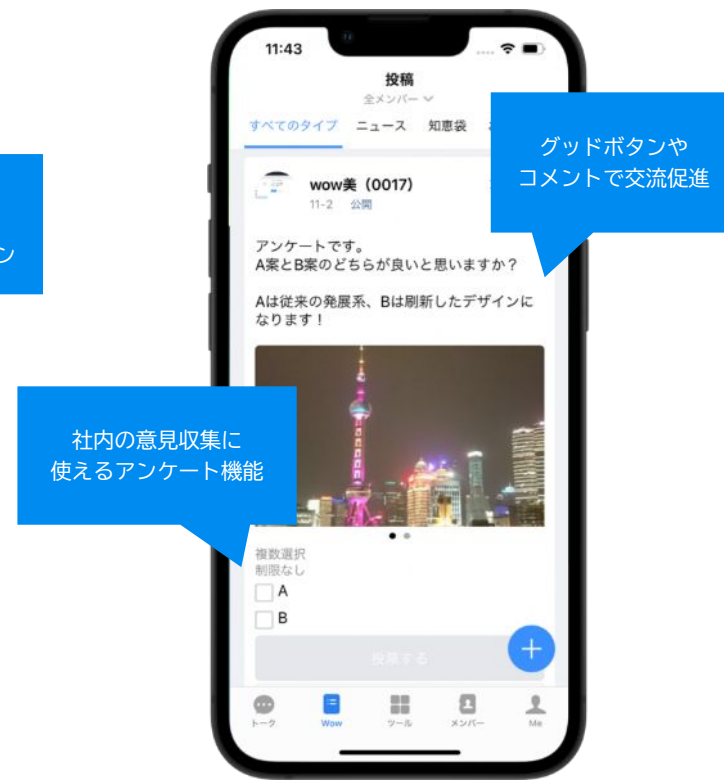 11:43
投稿
全メンバー
すべてのタイプ
ニュース
知恵袋
グッドボタンや
コメントで交流促進
wow美（0017）
11-2 公開
ン
アンケートです。
A案とB案のどちらが良いと思いますか？
Aは従来の発展系、Bは刷新したデザインに
なります！
社内の意見収集に
使えるアンケート機能
複数選択
制限なし
A
B
投票する
トーク
Wow
ツール
メンバー
Me